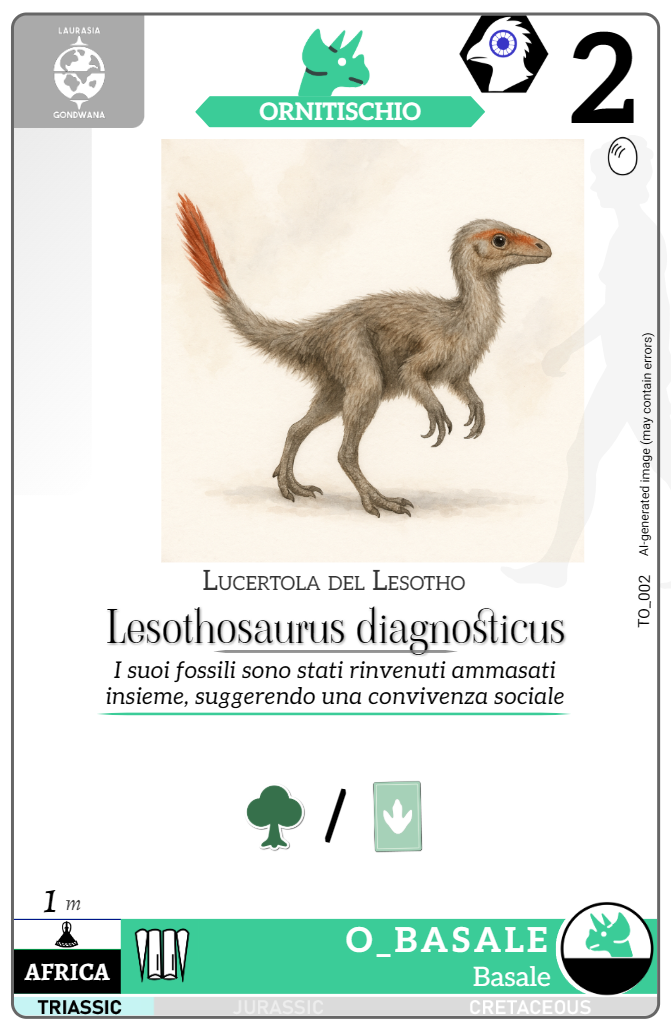 LAURASIA
GONDWANA
ORNITISCHIO
2
AI-generated image (may contain errors)
TO_002
Lucertola del Lesotho
Lesothosaurus diagnosticus
I suoi fossili sono stati rinvenuti ammasati
insieme, suggerendo una convivenza sociale
/
1 m
AFRICA
O_BASALE
Basale
TRIASSIC
JURASSIC
CRETACEOUS